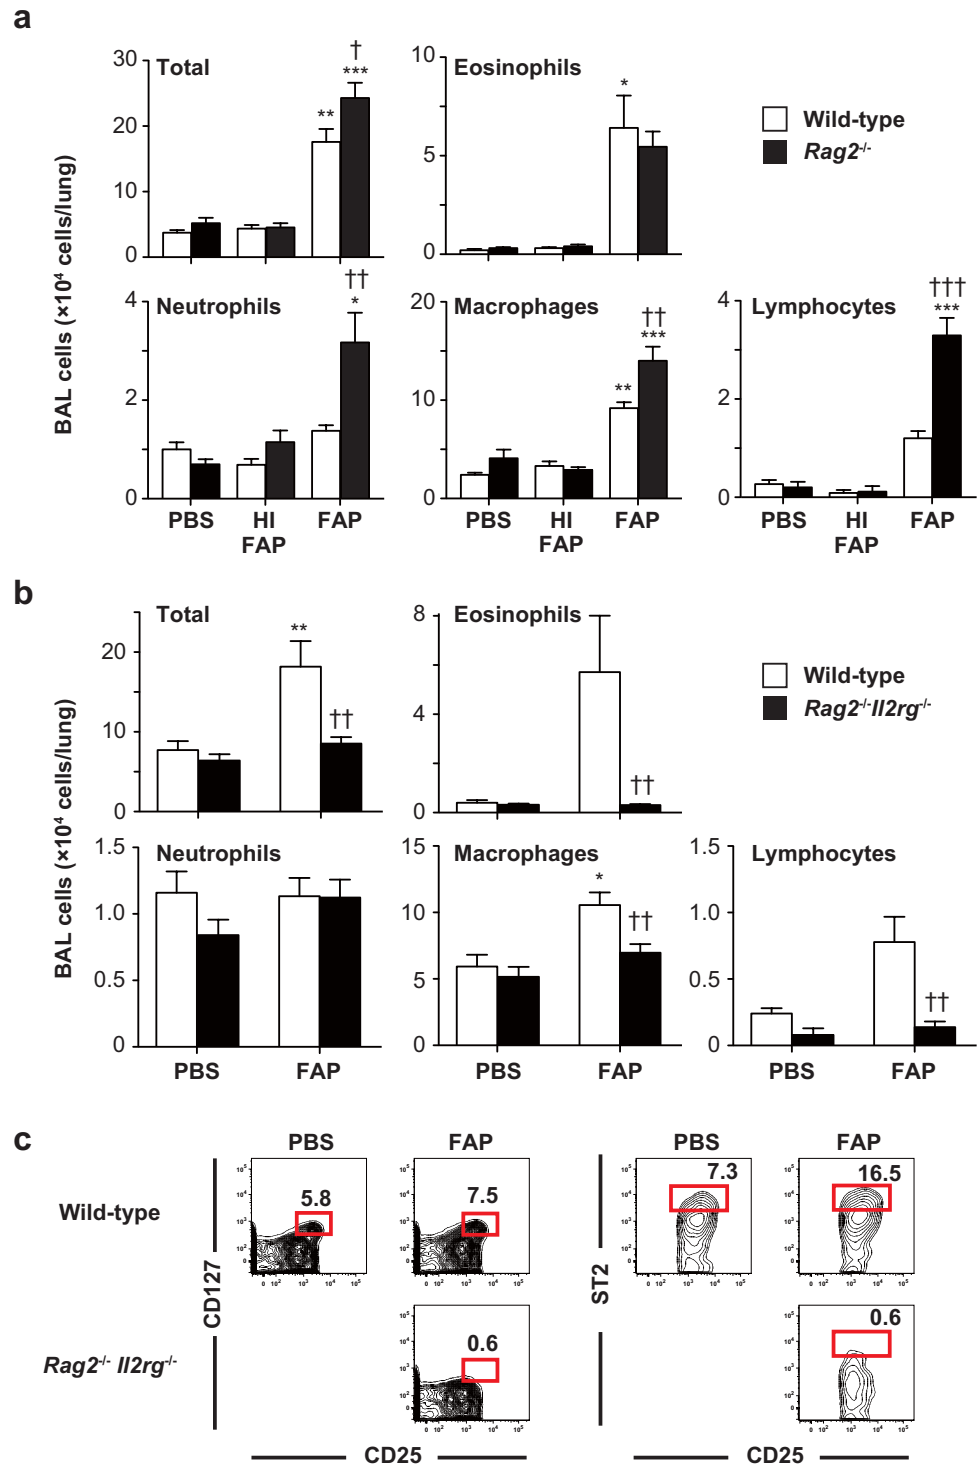 a
Total
Eosinophils
Wild-type
Rag2-/-
30
20
10
0
10
5
0
†
***
**
*
BAL cells (×10⁴ cells/lung)
Neutrophils
Macrophages
Lymphocytes
4
2
0
20
10
0
4
2
0
††
*
††
***
**
†††
***
PBS HI FAP FAP
PBS HI FAP FAP
PBS HI FAP FAP
b
Total
Eosinophils
Wild-type
Rag2-/-Il2rg-/-
20
10
0
8
4
0
**
††
††
BAL cells (×10⁴ cells/lung)
Neutrophils
Macrophages
Lymphocytes
1.5
1.0
0.5
0
15
10
5
0
1.5
1.0
0.5
0
*
††
††
PBS FAP
PBS FAP
PBS FAP
c
PBS FAP PBS FAP
Wild-type
5.8
7.5
7.3
16.5
CD127
ST2
Rag2-/- Il2rg-/-
0.6
0.6
CD25
CD25